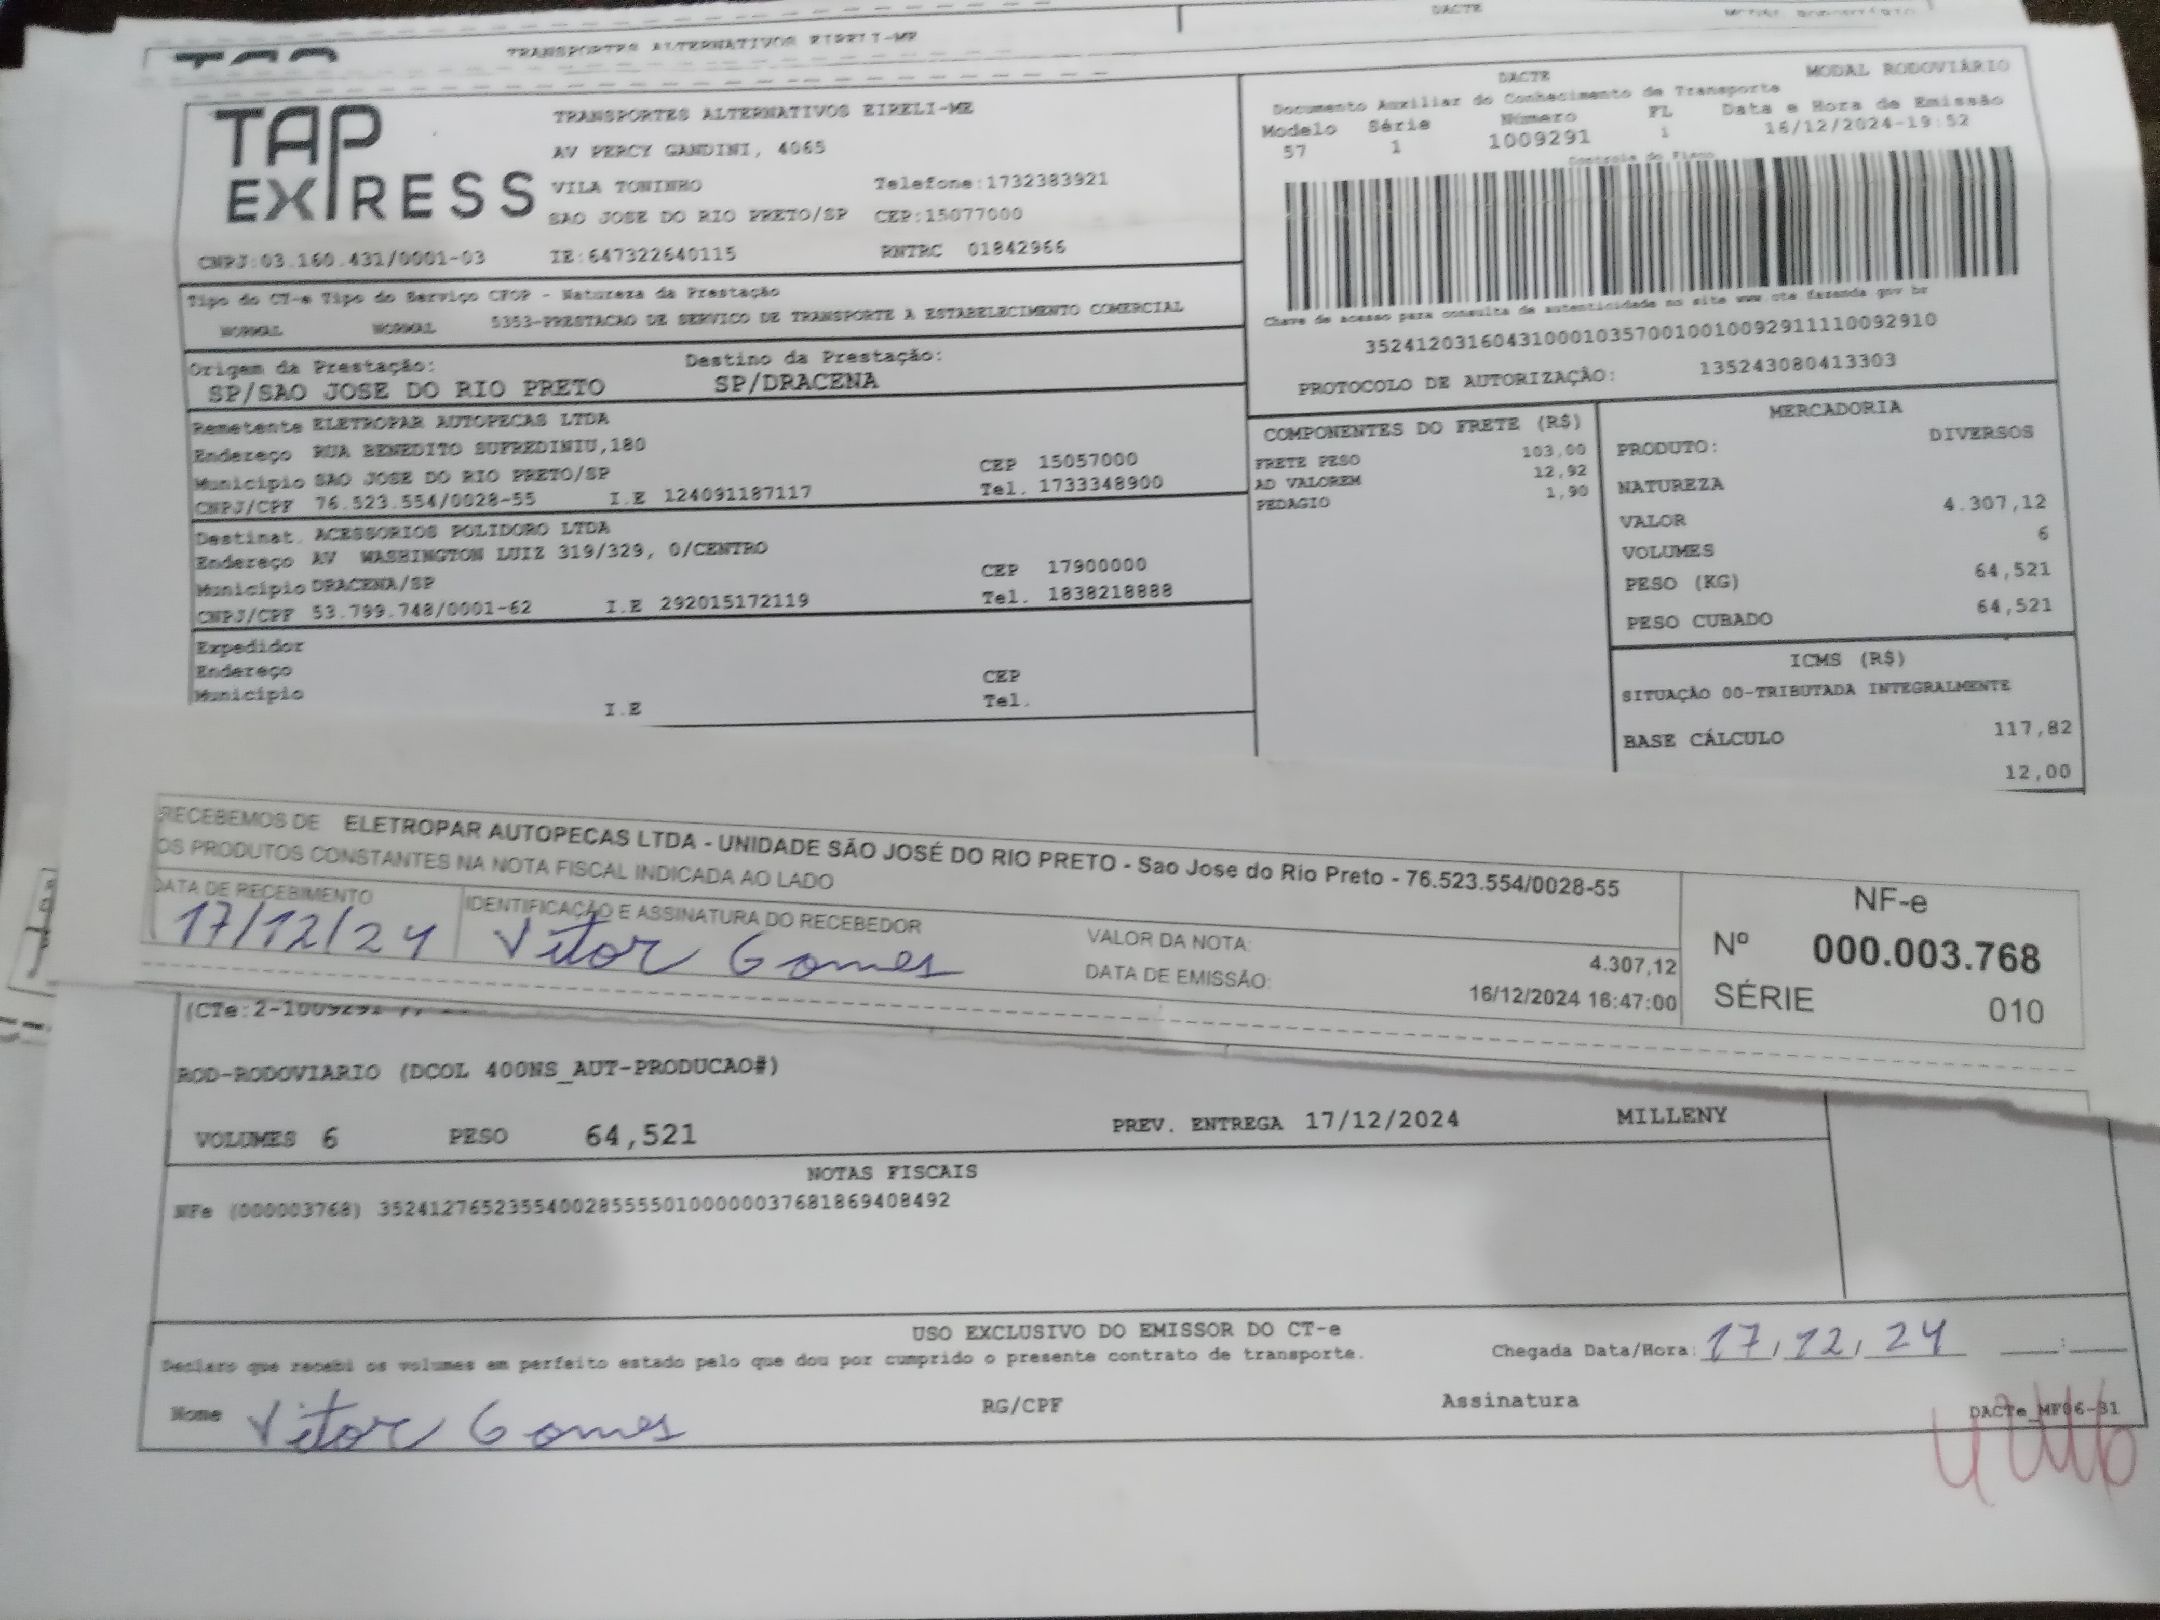 TRANSPORTES ALTERNATIVOS EIRELI-ME
DACTE
TAP EXPRESS
TRANSPORTES ALTERNATIVOS EIRELI-ME
AV PERCY GANDINI, 4065
VILA TONINHO Telefone:1732383921
SAO JOSE DO RIO PRETO/SP CEP:15077000
CNPJ:03.160.431/0001-03 IE:647322640115 RNTRC 01842966
DACTE MODAL RODOVIÁRIO
Documento Auxiliar do Conhecimento de Transporte
Modelo Série Número FL Data e Hora de Emissão
57 1 1009291 1 16/12/2024-19:52
Controle do Fisco
Chave de acesso para consulta de autenticidade no site www.cte.fazenda.gov.br
35241203160431000103570010010092911110092910
PROTOCOLO DE AUTORIZAÇÃO: 135243080413303
Tipo do CT-e Tipo do Serviço CFOP - Natureza da Prestação
NORMAL NORMAL 5353-PRESTACAO DE SERVICO DE TRANSPORTE A ESTABELECIMENTO COMERCIAL
Origem da Prestação: Destino da Prestação:
SP/SAO JOSE DO RIO PRETO SP/DRACENA
Remetente ELETROPAR AUTOPECAS LTDA
Endereço RUA BENEDITO SUFREDINIU,180
Município SAO JOSE DO RIO PRETO/SP CEP 15057000
CNPJ/CPF 76.523.554/0028-55 I.E 124091187117 Tel. 1733348900
Destinat. ACESSORIOS POLIDORO LTDA
Endereço AV WASHINGTON LUIZ 319/329, 0/CENTRO
Município DRACENA/SP CEP 17900000
CNPJ/CPF 53.799.748/0001-62 I.E 292015172119 Tel. 1838218888
Expedidor
Endereço CEP
Município Tel.
I.E
COMPONENTES DO FRETE (R$)
FRETE PESO 103,00
AD VALOREM 12,92
PEDAGIO 1,90
MERCADORIA
PRODUTO: DIVERSOS
NATUREZA
VALOR 4.307,12
VOLUMES 6
PESO (KG) 64,521
PESO CUBADO 64,521
ICMS (R$)
SITUAÇÃO 00-TRIBUTADA INTEGRALMENTE
BASE CÁLCULO 117,82
12,00
RECEBEMOS DE ELETROPAR AUTOPECAS LTDA - UNIDADE SÃO JOSÉ DO RIO PRETO - Sao Jose do Rio Preto - 76.523.554/0028-55
OS PRODUTOS CONSTANTES NA NOTA FISCAL INDICADA AO LADO
DATA DE RECEBIMENTO IDENTIFICAÇÃO E ASSINATURA DO RECEBEDOR
17/12/24 Vitor Gomes
VALOR DA NOTA: 4.307,12
DATA DE EMISSÃO: 16/12/2024 16:47:00
NF-e
Nº 000.003.768
SÉRIE 010
(CTe:2-1009291
ROD-RODOVIARIO (DCOL 400NS_AUT-PRODUCAO#)
VOLUMES 6 PESO 64,521 PREV. ENTREGA 17/12/2024 MILLENY
NOTAS FISCAIS
NFe (000003768) 35241276523554002855550100000037681869408492
USO EXCLUSIVO DO EMISSOR DO CT-e
Declaro que recebi os volumes em perfeito estado pelo que dou por cumprido o presente contrato de transporte. Chegada Data/Hora: 17/12/24 __:__
Nome Vitor Gomes RG/CPF Assinatura
DACTe_MF06-31